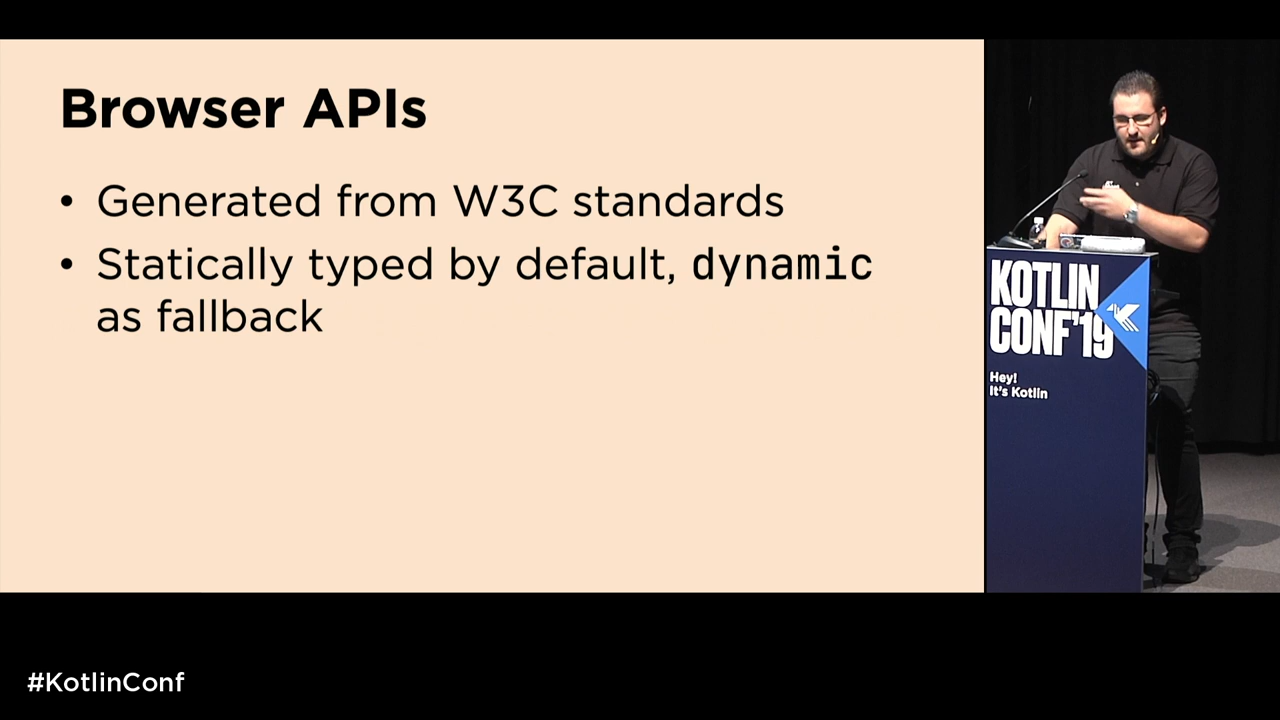 Browser APIs
• Generated from W3C standards
• Statically typed by default, dynamic
as fallback
KOTLIN
CONF'19
Hey!
It's Kotlin
#KotlinConf